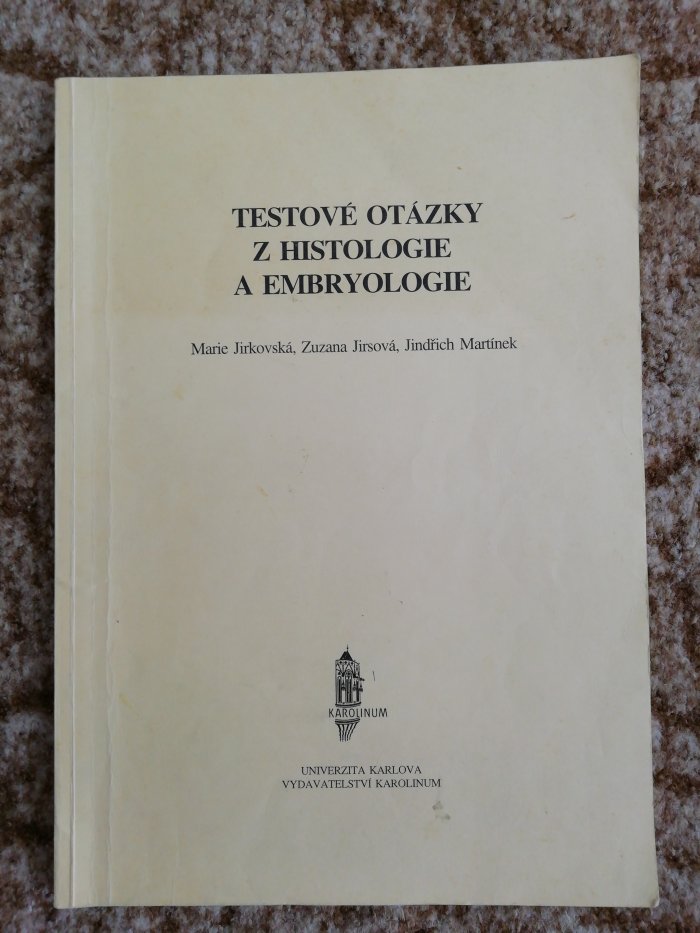 TESTOVÉ OTÁZKY
Z HISTOLOGIE
A EMBRYOLOGIE
Marie Jirkovská, Zuzana Jirsová, Jindřich Martínek
KAROLINUM
UNIVERZITA KARLOVA
VYDAVATELSTVÍ KAROLINUM